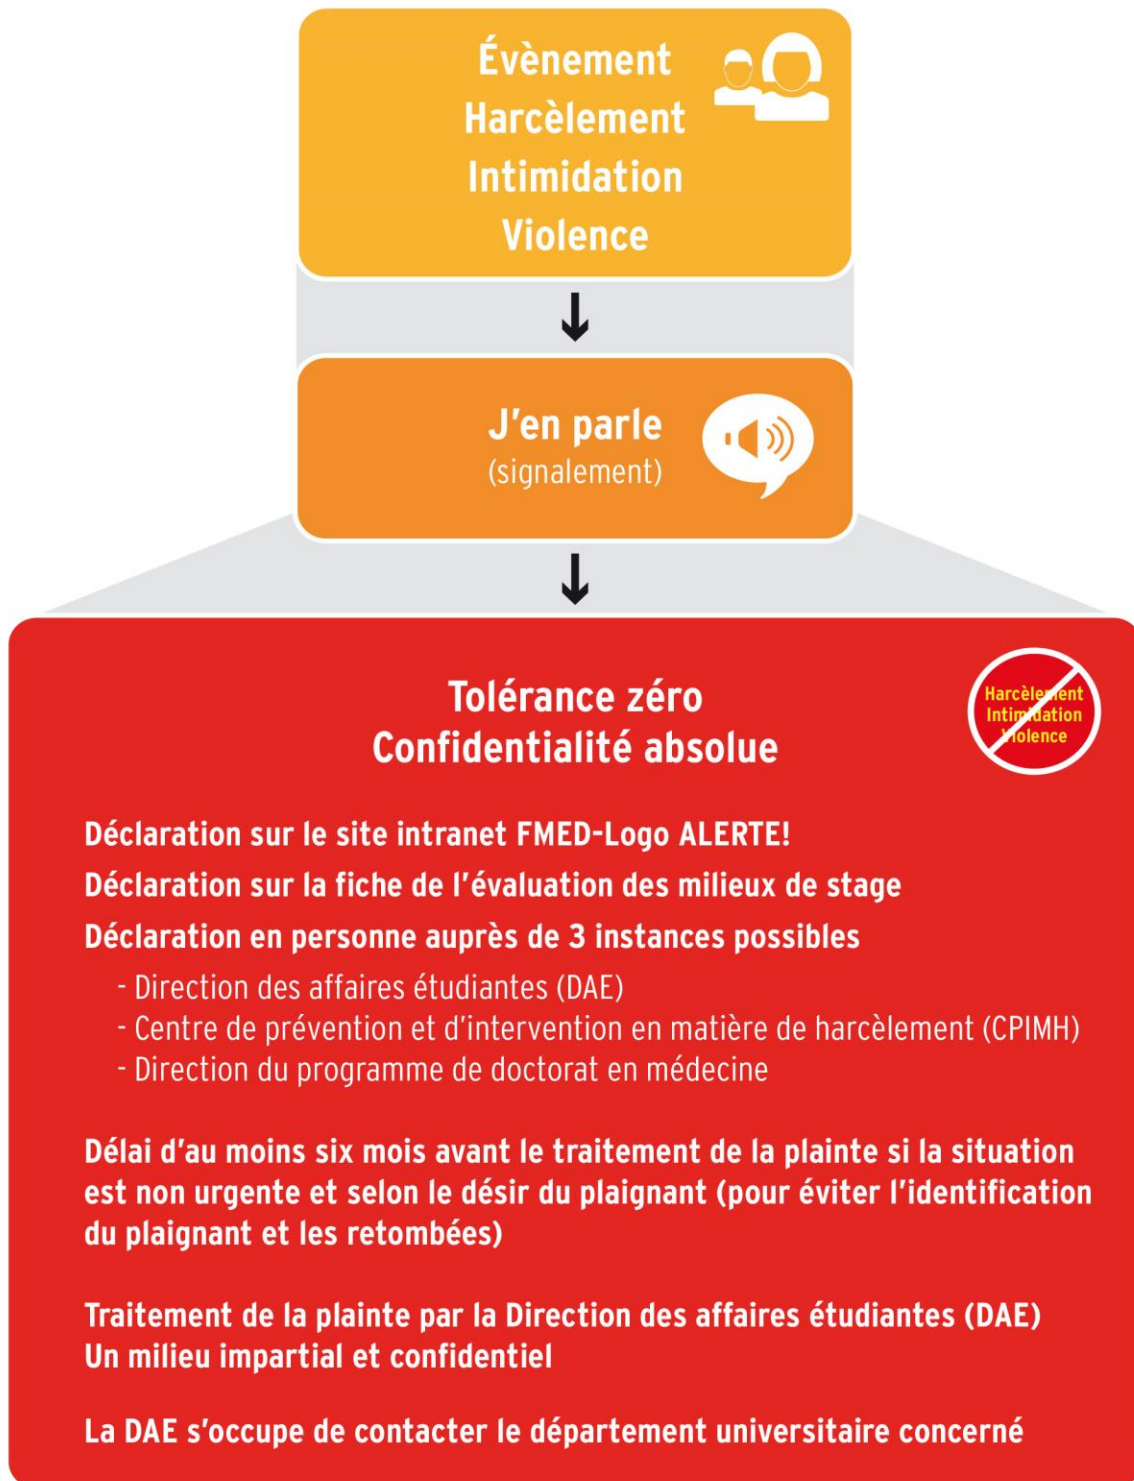 Évènement
Harcèlement
Intimidation
Violence
J'en parle
(signalement)
Tolérance zéro
Confidentialité absolue
Harcèlement
Intimidation
Violence
Déclaration sur le site intranet FMED-Logo ALERTE!
Déclaration sur la fiche de l'évaluation des milieux de stage
Déclaration en personne auprès de 3 instances possibles
- Direction des affaires étudiantes (DAE)
- Centre de prévention et d'intervention en matière de harcèlement (CPIMH)
- Direction du programme de doctorat en médecine
Délai d'au moins six mois avant le traitement de la plainte si la situation
est non urgente et selon le désir du plaignant (pour éviter l'identification
du plaignant et les retombées)
Traitement de la plainte par la Direction des affaires étudiantes (DAE)
Un milieu impartial et confidentiel
La DAE s'occupe de contacter le département universitaire concerné